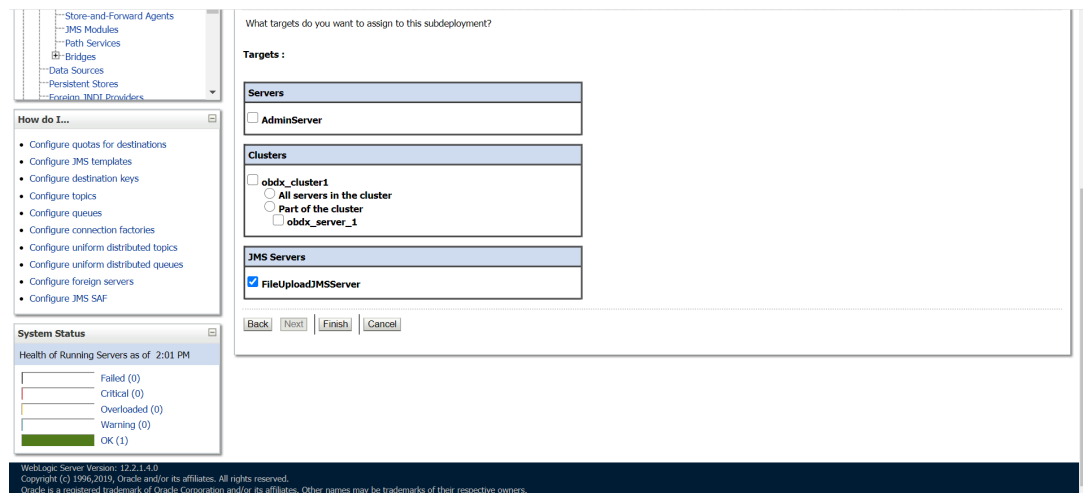 Store-and-Forward Agents
JMS Modules
Path Services
Bridges
Data Sources
Persistent Stores
Foreign JNDI Providers
How do I...
Configure quotas for destinations
Configure JMS templates
Configure destination keys
Configure topics
Configure queues
Configure connection factories
Configure uniform distributed topics
Configure uniform distributed queues
Configure foreign servers
Configure JMS SAF
System Status
Health of Running Servers as of 2:01 PM
Failed (0)
Critical (0)
Overloaded (0)
Warning (0)
OK (1)
What targets do you want to assign to this subdeployment?
Targets :
Servers
AdminServer
Clusters
obdx_cluster1
All servers in the cluster
Part of the cluster
obdx_server_1
JMS Servers
FileUploadJMSServer
Back Next Finish Cancel
WebLogic Server Version: 12.2.1.4.0
Copyright (c) 1996,2019, Oracle and/or its affiliates. All rights reserved.
Oracle is a registered trademark of Oracle Corporation and/or its affiliates. Other names may be trademarks of their respective owners.